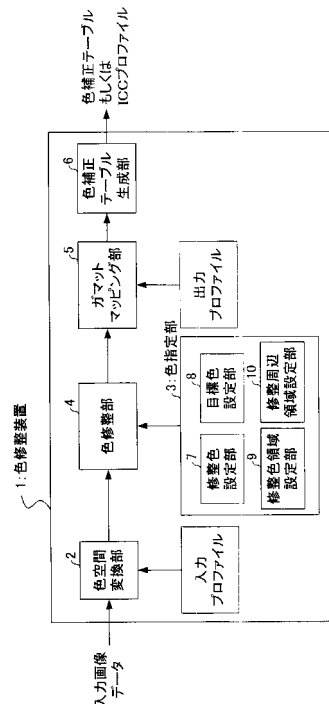 1:色修整装置
入力画像
データ
2
色空間
変換部
入力
プロファイル
4
色修整部
3:色指定部
7
修整色
設定部
8
目標色
設定部
9
修整色領域
設定部
10
修整周辺
領域設定部
5
ガマット
マッピング部
出力
プロファイル
6
色補正
テーブル
生成部
色補正テーブル
もしくは
ICCプロファイル